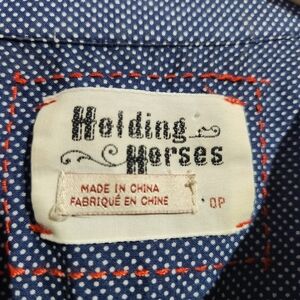 Holding
Horses
MADE IN CHINA
FABRIQUÉ EN CHINE
0P